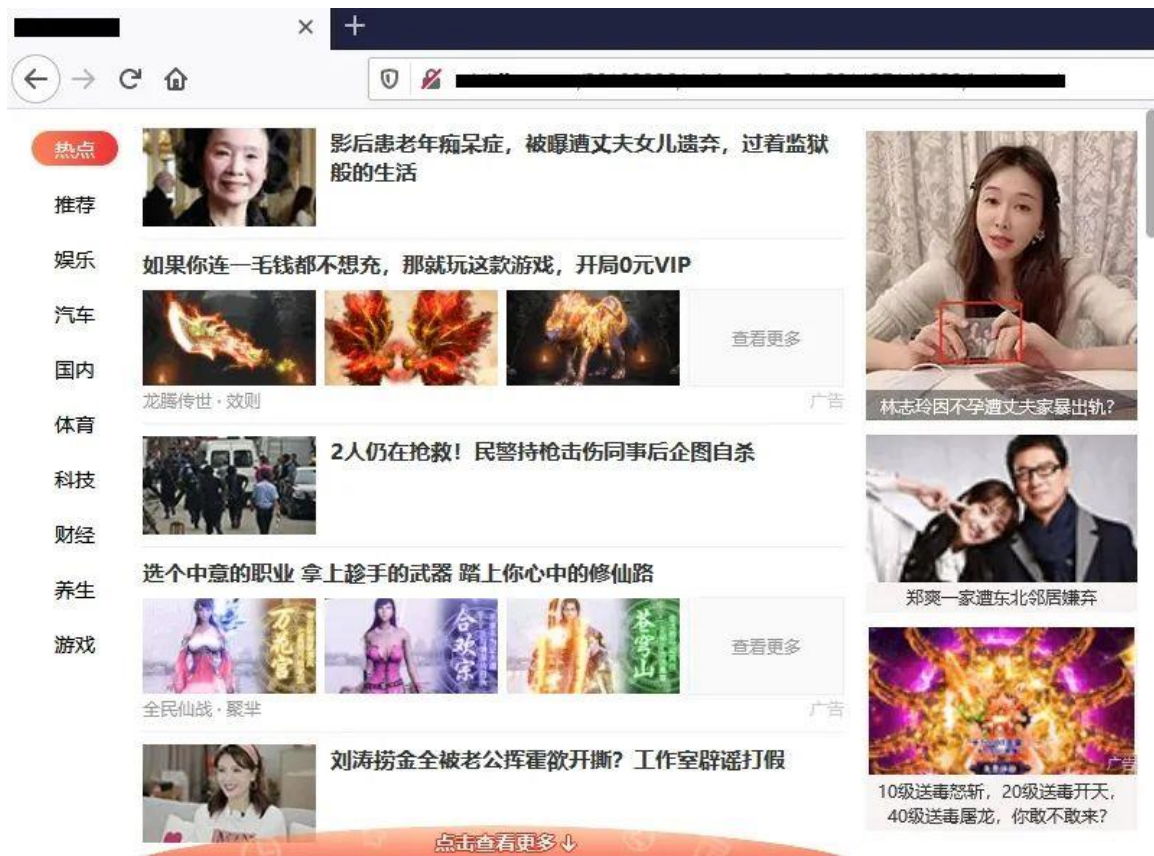 热点
推荐
娱乐
汽车
国内
体育
科技
财经
养生
游戏
影后患老年痴呆症，被曝遭丈夫女儿遗弃，过着监狱
般的生活
如果你连一毛钱都不想充，那就玩这款游戏，开局0元VIP
查看更多
龙腾传世·效则
广告
2人仍在抢救！民警持枪击伤同事后企图自杀
选个中意的职业 拿上趁手的武器 踏上你心中的修仙路
万花宫
合欢宗
苍穹山
查看更多
全民仙战·聚芈
广告
刘涛捞金全被老公挥霍欲开撕？工作室辟谣打假
点击查看更多↓
林志玲因不孕遭丈夫家暴出轨？
郑爽一家遭东北邻居嫌弃
广告
10级送毒怒斩，20级送毒开天，
40级送毒屠龙，你敢不敢来？